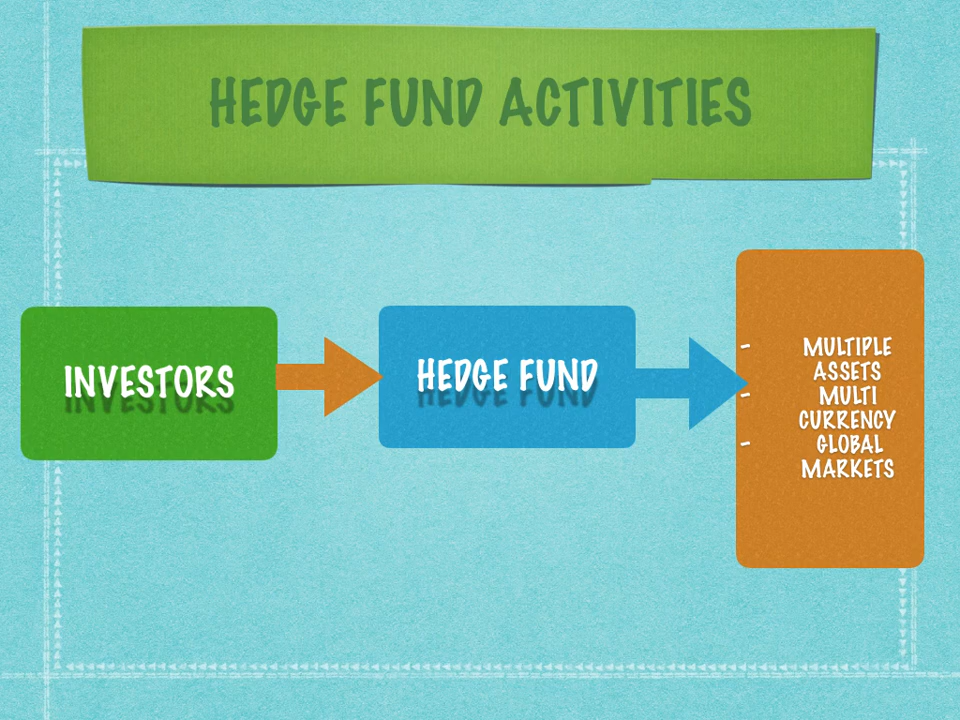 HEDGE FUND ACTIVITIES
INVESTORS
HEDGE FUND
- MULTIPLE
ASSETS
- MULTI
CURRENCY
- GLOBAL
MARKETS